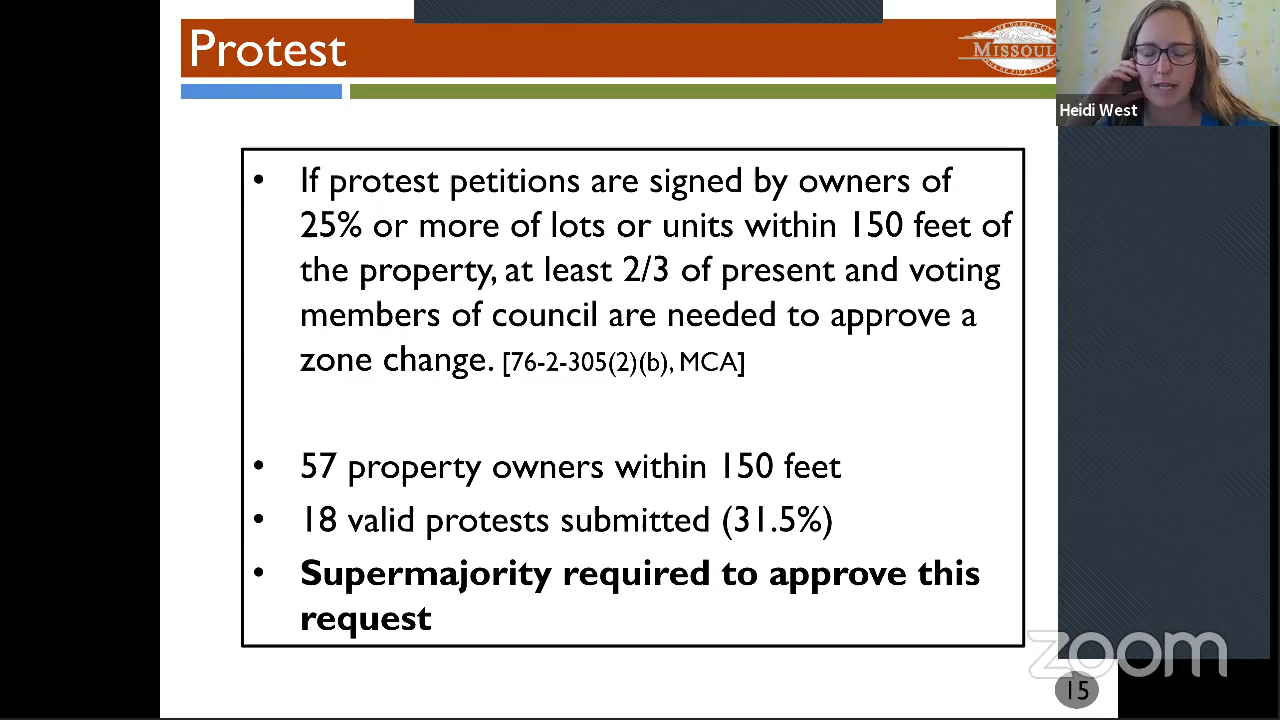 Protest
MISSOUL
Heidi West
• If protest petitions are signed by owners of
25% or more of lots or units within 150 feet of
the property, at least 2/3 of present and voting
members of council are needed to approve a
zone change. [76-2-305(2)(b), MCA]
• 57 property owners within 150 feet
• 18 valid protests submitted (31.5%)
• Supermajority required to approve this
request
zoom
15